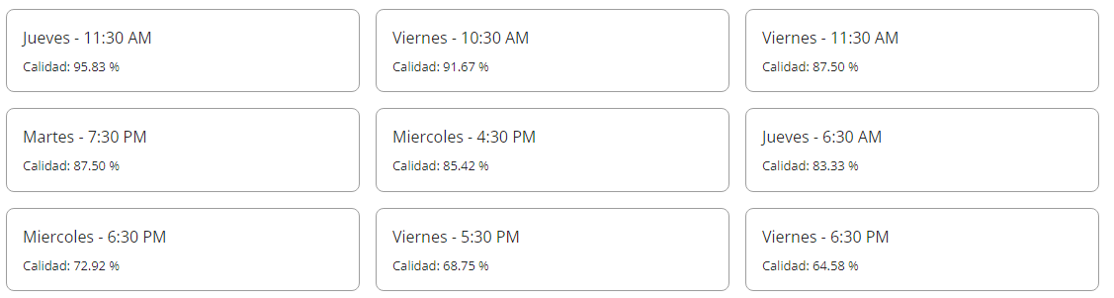 Jueves - 11:30 AM
Calidad: 95.83 %
Viernes - 10:30 AM
Calidad: 91.67 %
Viernes - 11:30 AM
Calidad: 87.50 %
Martes - 7:30 PM
Calidad: 87.50 %
Miercoles - 4:30 PM
Calidad: 85.42 %
Jueves - 6:30 AM
Calidad: 83.33 %
Miercoles - 6:30 PM
Calidad: 72.92 %
Viernes - 5:30 PM
Calidad: 68.75 %
Viernes - 6:30 PM
Calidad: 64.58 %